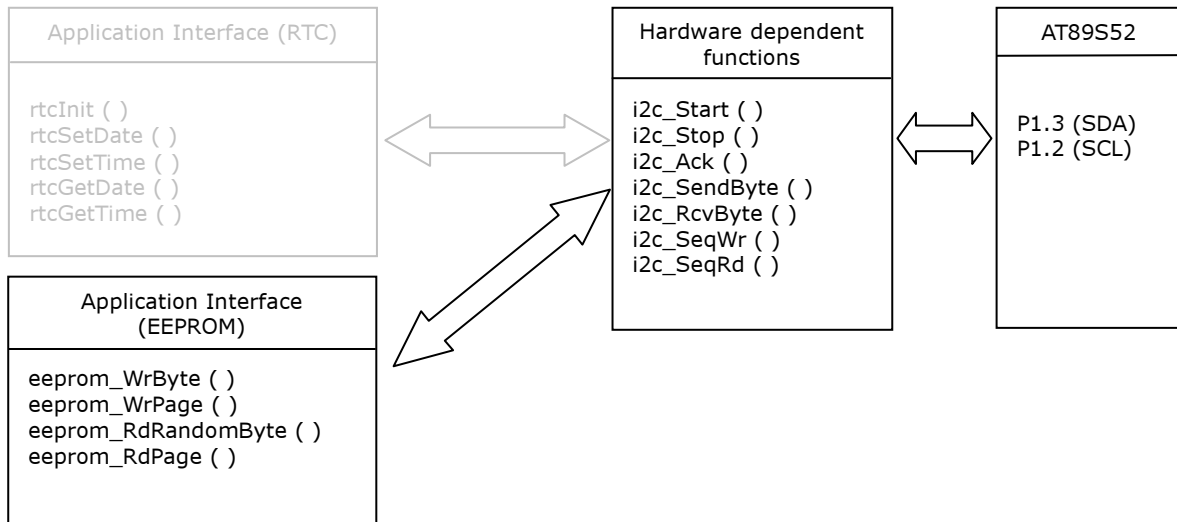 Application Interface (RTC)
rtcInit ( )
rtcSetDate ( )
rtcSetTime ( )
rtcGetDate ( )
rtcGetTime ( )
Application Interface
(EEPROM)
eeprom_WrByte ( )
eeprom_WrPage ( )
eeprom_RdRandomByte ( )
eeprom_RdPage ( )
Hardware dependent
functions
i2c_Start ( )
i2c_Stop ( )
i2c_Ack ( )
i2c_SendByte ( )
i2c_RcvByte ( )
i2c_SeqWr ( )
i2c_SeqRd ( )
AT89S52
P1.3 (SDA)
P1.2 (SCL)